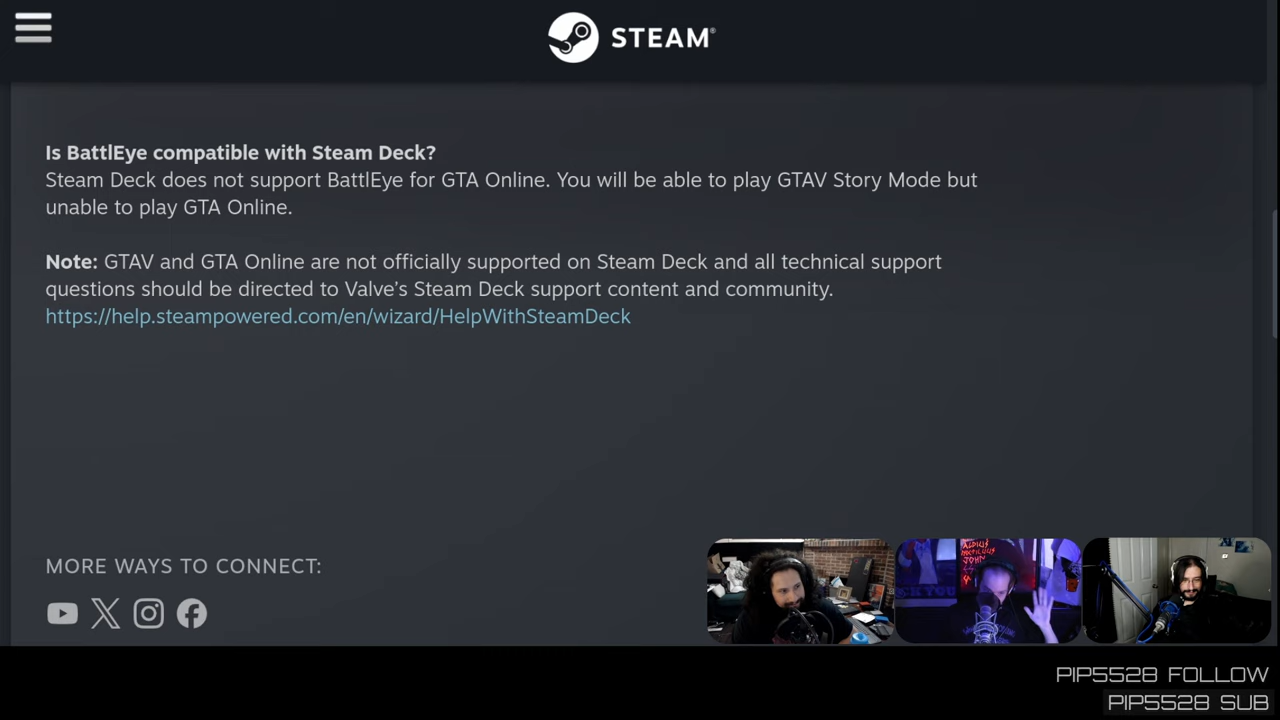 STEAM®
Is BattlEye compatible with Steam Deck?
Steam Deck does not support BattlEye for GTA Online. You will be able to play GTAV Story Mode but
unable to play GTA Online.
Note: GTAV and GTA Online are not officially supported on Steam Deck and all technical support
questions should be directed to Valve's Steam Deck support content and community.
https://help.steampowered.com/en/wizard/HelpWithSteamDeck
MORE WAYS TO CONNECT:
JOHN
PIP5528 FOLLOW
PIP5528 SUB